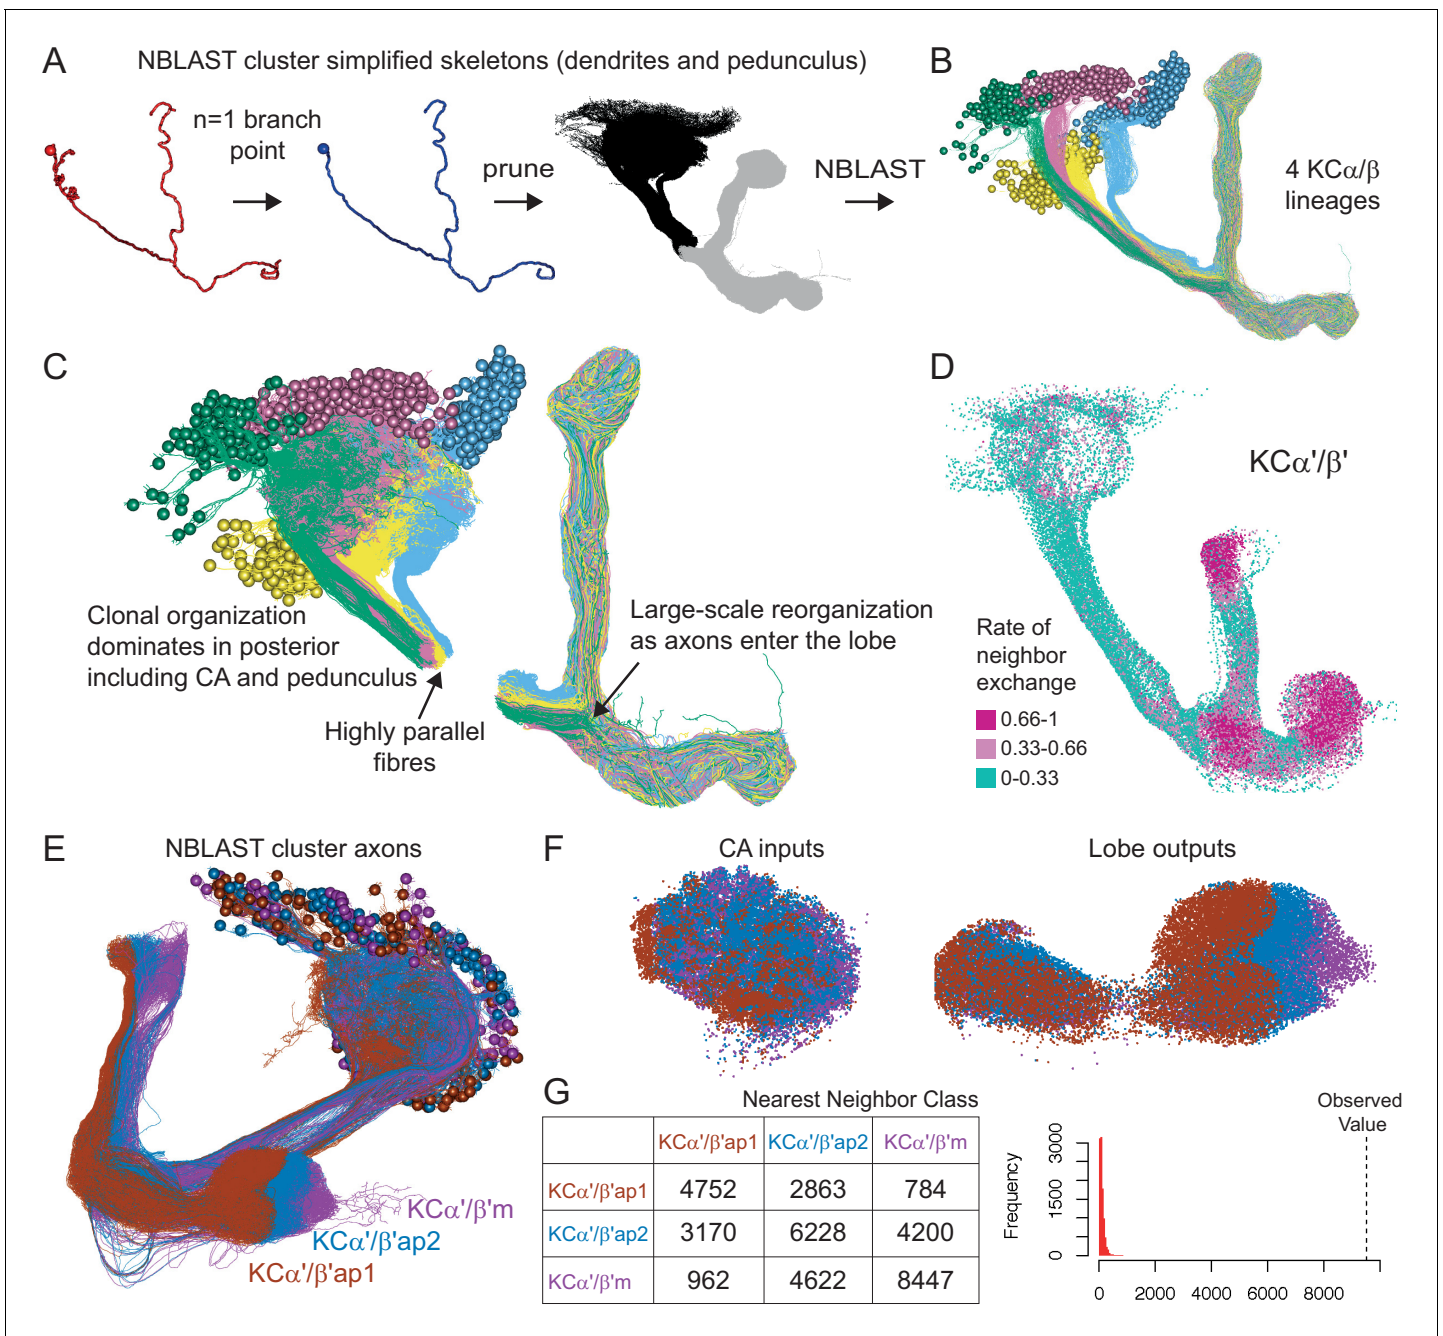 A
NBLAST cluster simplified skeletons (dendrites and pedunculus)
n=1 branch
point
prune
NBLAST
B
4 KCα/β
lineages
C
Clonal organization
dominates in posterior
including CA and pedunculus
Highly parallel
fibres
Large-scale reorganization
as axons enter the lobe
D
KCα'/β'
Rate of
neighbor
exchange
0.66-1
0.33-0.66
0-0.33
E
NBLAST cluster axons
KCα'/β'm
KCα'/β'ap2
KCα'/β'ap1
F
CA inputs
Lobe outputs
G
Nearest Neighbor Class
KCα'/β'ap1 KCα'/β'ap2 KCα'/β'm
KCα'/β'ap1 4752 2863 784
KCα'/β'ap2 3170 6228 4200
KCα'/β'm 962 4622 8447
Observed
Value
Frequency
3000
1500
0
0 2000 4000 6000 8000